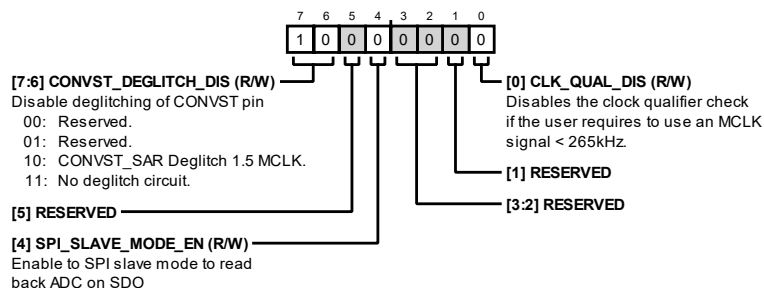 7 6 5 4 3 2 1 0
1 0 0 0 0 0 0 0
[7:6] CONVST_DEGLITCH_DIS (R/W)
Disable deglitching of CONVST pin
00: Reserved.
01: Reserved.
10: CONVST_SAR Deglitch 1.5 MCLK.
11: No deglitch circuit.
[5] RESERVED
[4] SPI_SLAVE_MODE_EN (R/W)
Enable to SPI slave mode to read
back ADC on SDO
[0] CLK_QUAL_DIS (R/W)
Disables the clock qualifier check
if the user requires to use an MCLK
signal < 265kHz.
[1] RESERVED
[3:2] RESERVED